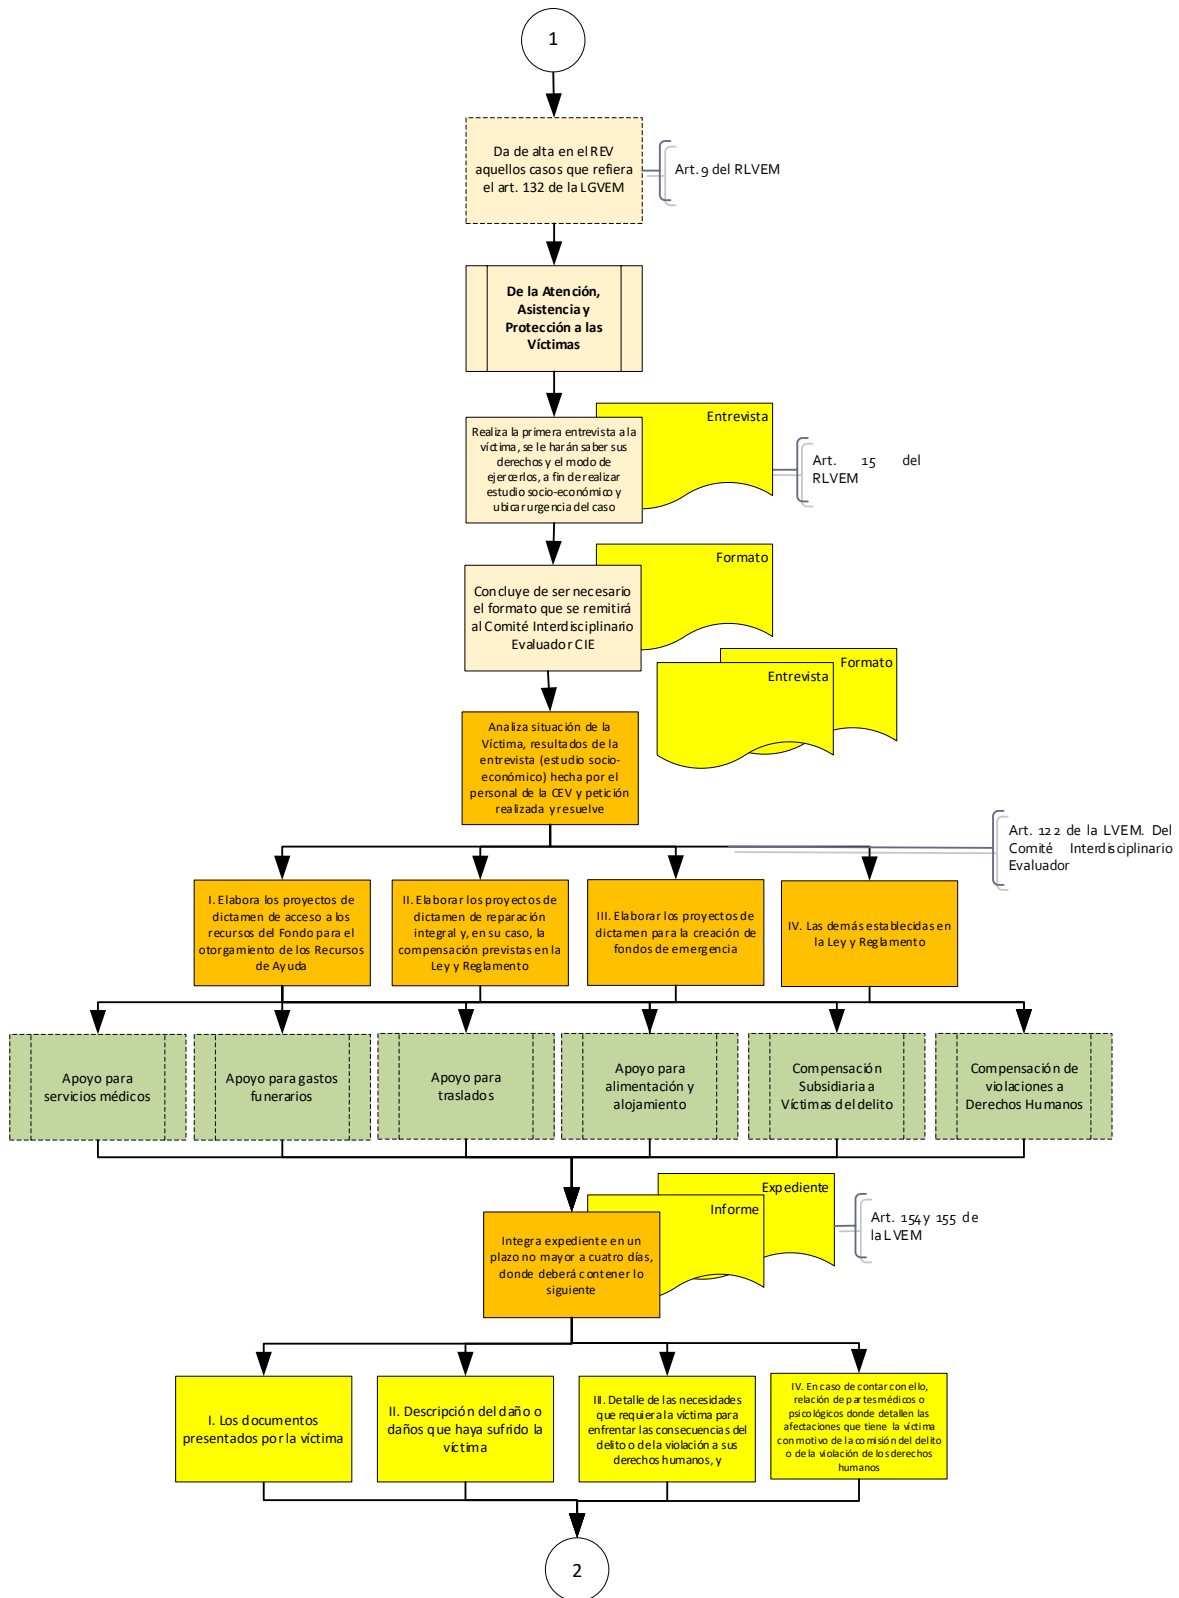 1
Da de alta en el REV
aquellos casos que refiera
el art. 132 de la LGVEM
Art. 9 del RLVEM
De la Atención,
Asistencia y
Protección a las
Víctimas
Entrevista
Realiza la primera entrevista a la
víctima, se le harán saber sus
derechos y el modo de
ejercerlos, a fin de realizar
estudio socio-económico y
ubicar urgencia del caso
Art. 15 del
RLVEM
Formato
Concluye de ser necesario
el formato que se remitirá
al Comité Interdisciplinario
Evaluador CIE
Formato
Entrevista
Analiza situación de la
Víctima, resultados de la
entrevista (estudio socio-
económico) hecha por el
personal de la CEV y petición
realizada y resuelve
Art. 122 de la LVEM. Del
Comité Interdisciplinario
Evaluador
I. Elabora los proyectos de
dictamen de acceso a los
recursos del Fondo para el
otorgamiento de los Recursos
de Ayuda
II. Elaborar los proyectos de
dictamen de reparación
integral y, en su caso, la
compensación previstas en la
Ley y Reglamento
III. Elaborar los proyectos de
dictamen para la creación de
fondos de emergencia
IV. Las demás establecidas en
la Ley y Reglamento
Apoyo para
servicios médicos
Apoyo para gastos
funerarios
Apoyo para
traslados
Apoyo para
alimentación y
alojamiento
Compensación
Subsidiaria a
Víctimas del delito
Compensación de
violaciones a
Derechos Humanos
Expediente
Informe
Integra expediente en un
plazo no mayor a cuatro días,
donde deberá contener lo
siguiente
Art. 154 y 155 de
la LVEM
I. Los documentos
presentados por la víctima
II. Descripción del daño o
daños que haya sufrido la
víctima
III. Detalle de las necesidades
que requiera la víctima para
enfrentar las consecuencias del
delito o de la violación a sus
derechos humanos, y
IV. En caso de contar con ello,
relación de partes médicos o
psicológicos donde detallen las
afectaciones que tiene la víctima
con motivo de la comisión del delito
o de la violación de los derechos
humanos
2